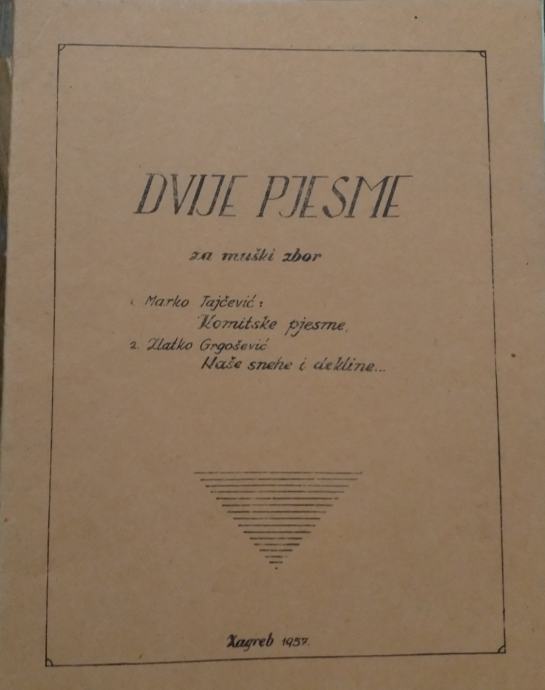 DVIJE PJESME
za muški zbor
1. Marko Tajčević:
Komitske pjesme,
2. Zlatko Grgošević
Naše snehe i dekline...
Zagreb 1957.